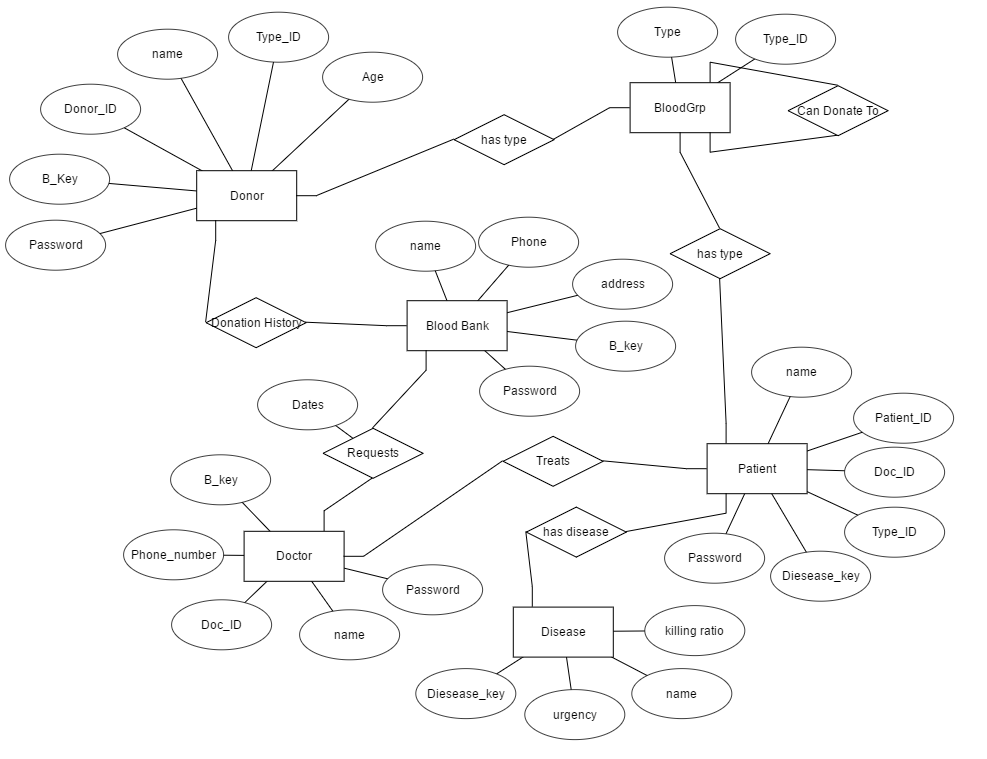 Type
Type_ID
Type_ID
name
Age
Donor_ID
BloodGrp
Can Donate To
has type
B_Key
Donor
Password
name
Phone
has type
address
Donation History
Blood Bank
B_key
name
Password
Dates
Patient_ID
Requests
Treats
Patient
Doc_ID
B_key
has disease
Type_ID
Phone_number
Doctor
Password
Diesease_key
Password
Doc_ID
name
Disease
killing ratio
Diesease_key
name
urgency